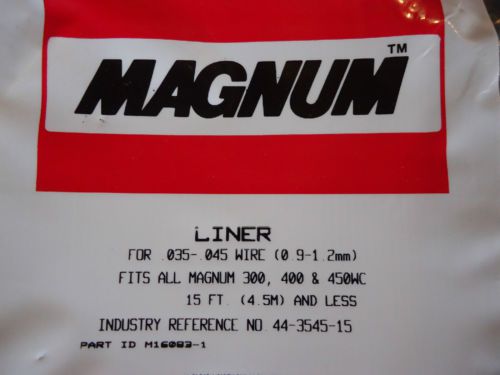 MAGNUM™
LINER
FOR .035-.045 WIRE (0.9-1.2mm)
FITS ALL MAGNUM 300, 400 & 450WC
15 FT. (4.5M) AND LESS
INDUSTRY REFERENCE NO. 44-3545-15
PART ID M16083-1